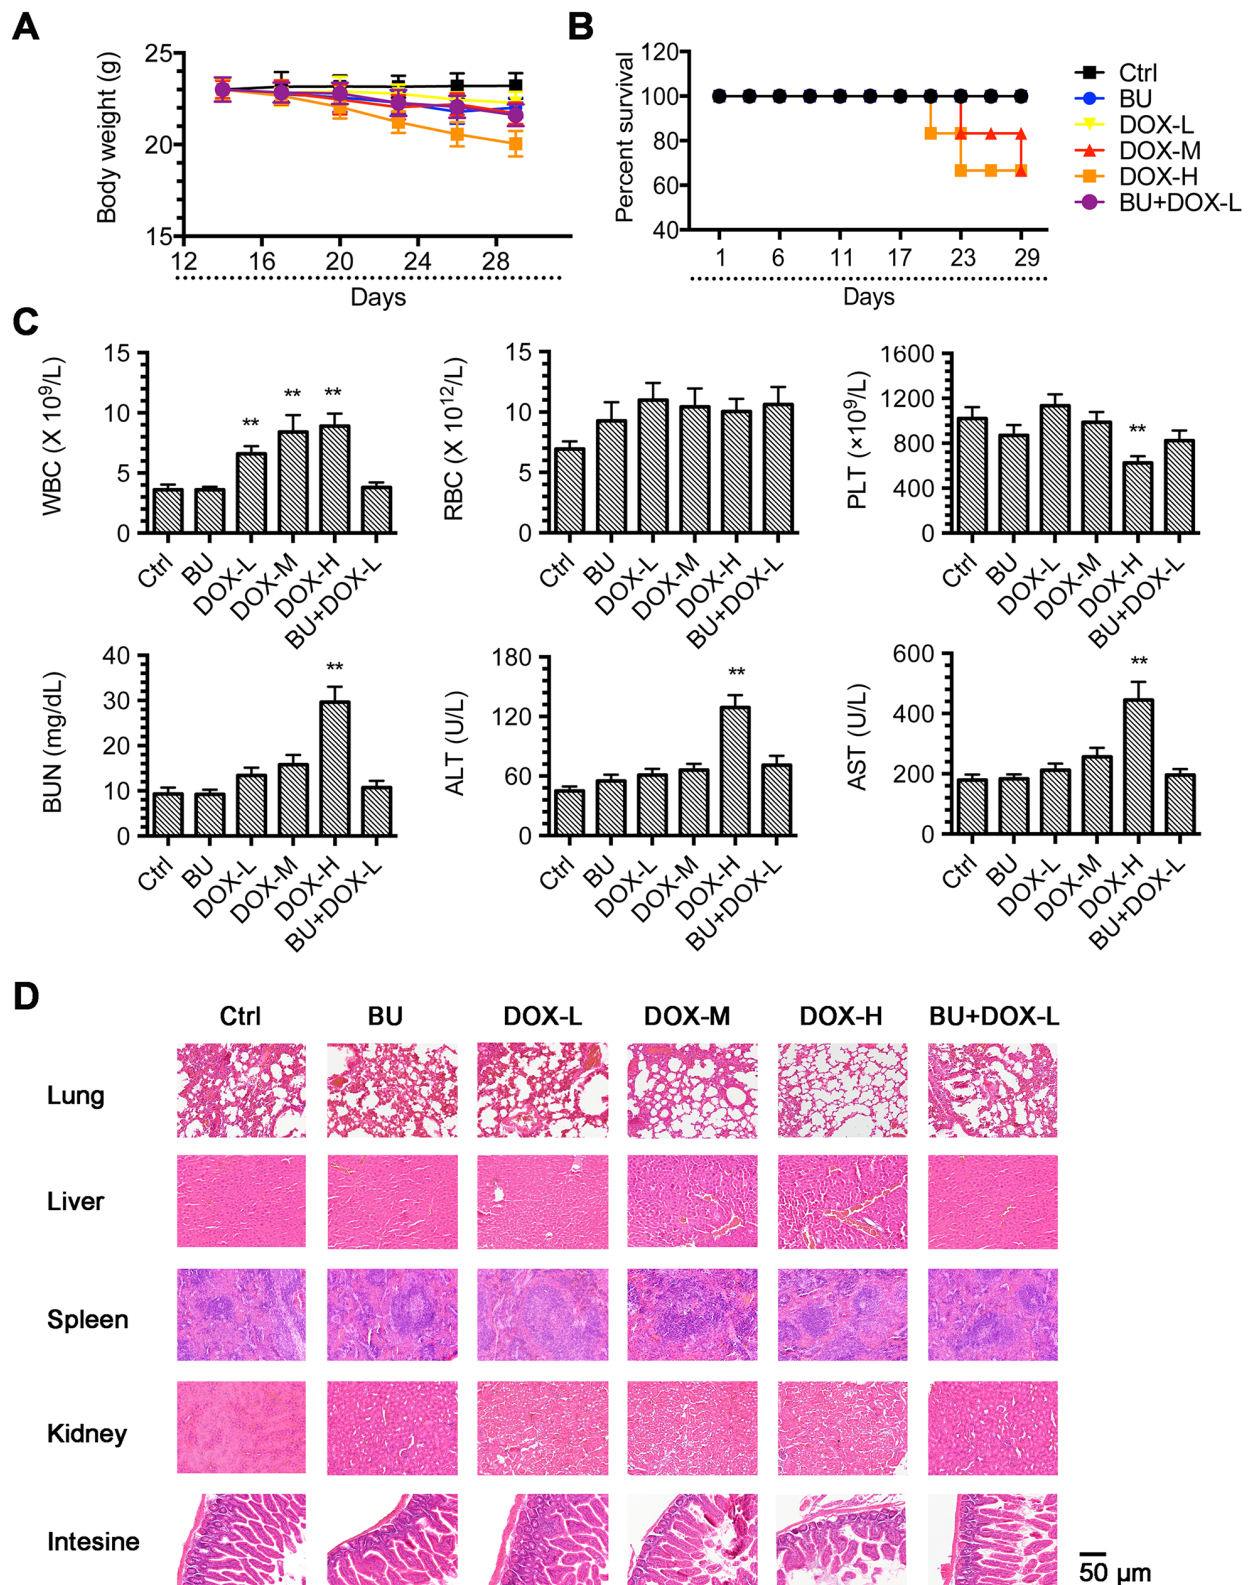 A
Body weight (g)
25
20
15
12 16 20 24 28
Days
B
Percent survival
120
100
80
60
40
1 6 11 17 23 29
Days
Ctrl
BU
DOX-L
DOX-M
DOX-H
BU+DOX-L
C
WBC (X 10⁹/L)
15
10
5
0
** ** **
Ctrl BU DOX-L DOX-M DOX-H BU+DOX-L
RBC (X 10¹²/L)
15
10
5
0
Ctrl BU DOX-L DOX-M DOX-H BU+DOX-L
PLT (×10⁹/L)
1600
1200
800
400
0
**
Ctrl BU DOX-L DOX-M DOX-H BU+DOX-L
BUN (mg/dL)
40
30
20
10
0
**
Ctrl BU DOX-L DOX-M DOX-H BU+DOX-L
ALT (U/L)
180
120
60
0
**
Ctrl BU DOX-L DOX-M DOX-H BU+DOX-L
AST (U/L)
600
400
200
0
**
Ctrl BU DOX-L DOX-M DOX-H BU+DOX-L
D
Ctrl BU DOX-L DOX-M DOX-H BU+DOX-L
Lung
Liver
Spleen
Kidney
Intesine
50 µm